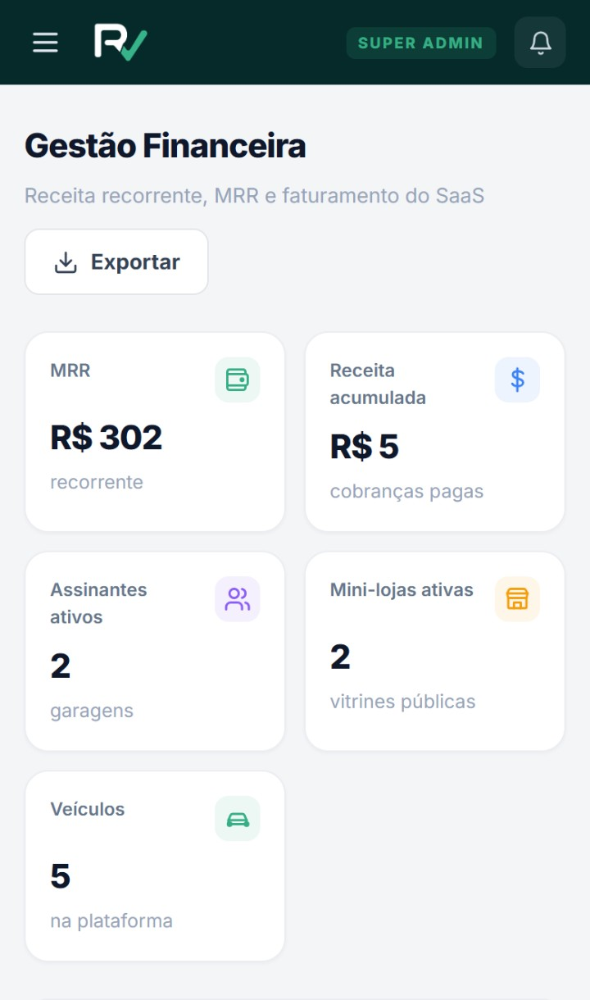 RV
SUPER ADMIN
Gestão Financeira
Receita recorrente, MRR e faturamento do SaaS
Exportar
MRR
R$ 302
recorrente
Receita
acumulada
$
R$ 5
cobranças pagas
Assinantes
ativos
2
garagens
Mini-lojas ativas
2
vitrines públicas
Veículos
5
na plataforma